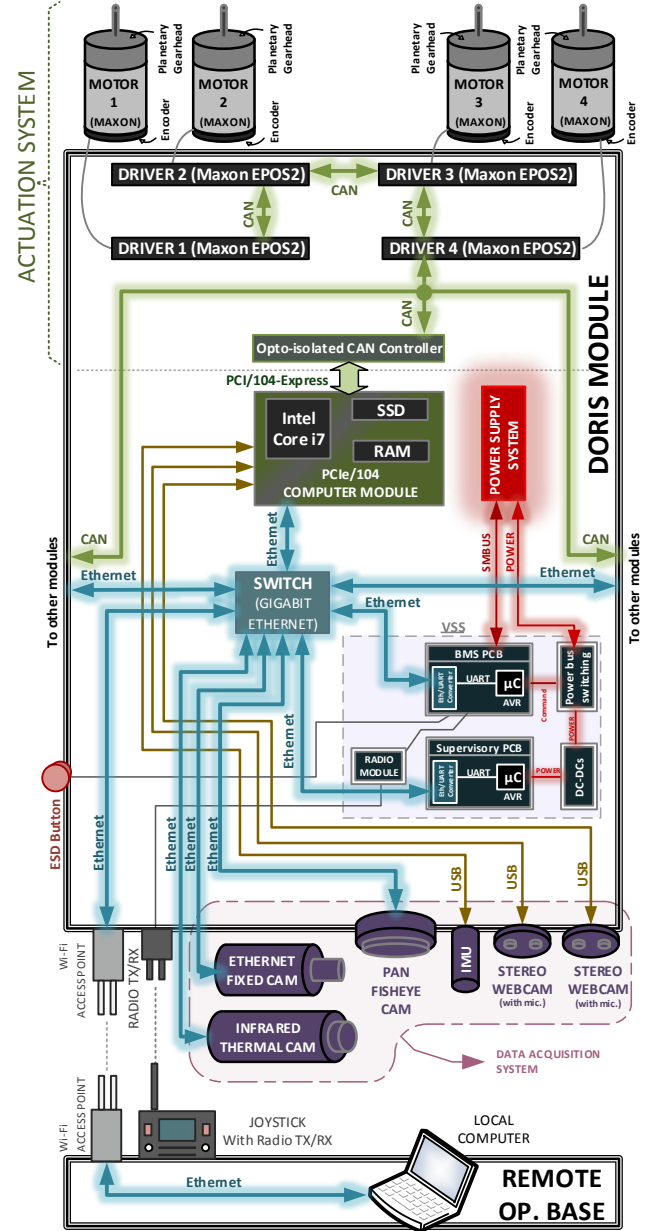 ACTUATION SYSTEM
Planetary
Gearhead
MOTOR
1
(MAXON)
Encoder
Planetary
Gearhead
MOTOR
2
(MAXON)
Encoder
Planetary
Gearhead
MOTOR
3
(MAXON)
Encoder
Planetary
Gearhead
MOTOR
4
(MAXON)
Encoder
DRIVER 2 (Maxon EPOS2)
CAN
DRIVER 3 (Maxon EPOS2)
CAN
CAN
DRIVER 1 (Maxon EPOS2)
DRIVER 4 (Maxon EPOS2)
CAN
Opto-isolated CAN Controller
PCI/104-Express
DORIS MODULE
Intel
Core i7
SSD
RAM
PCIe/104
COMPUTER MODULE
POWER SUPPLY
SYSTEM
SMBUS
POWER
CAN
CAN
Ethernet
To other modules
Ethernet
SWITCH
(GIGABIT
ETHERNET)
Ethernet
To other modules
Ethernet
VSS
BMS PCB
Eth/UART
Converter
UART
µC
AVR
Command
Power bus
switching
POWER
Ethernet
RADIO
MODULE
Supervisory PCB
Eth/UART
Converter
UART
µC
AVR
POWER
DC-DCs
ESD Button
Ethernet
Ethernet
Ethernet
Ethernet
USB
USB
USB
Wi-Fi
ACCESSPOINT
RADIO TX/RX
ETHERNET
FIXED CAM
PAN
FISHEYE
CAM
IMU
STEREO
WEBCAM
(with mic.)
STEREO
WEBCAM
(with mic.)
INFRARED
THERMAL CAM
DATA ACQUISITION
SYSTEM
Wi-Fi
ACCESSPOINT
JOYSTICK
With Radio TX/RX
LOCAL
COMPUTER
Ethernet
REMOTE
OP. BASE